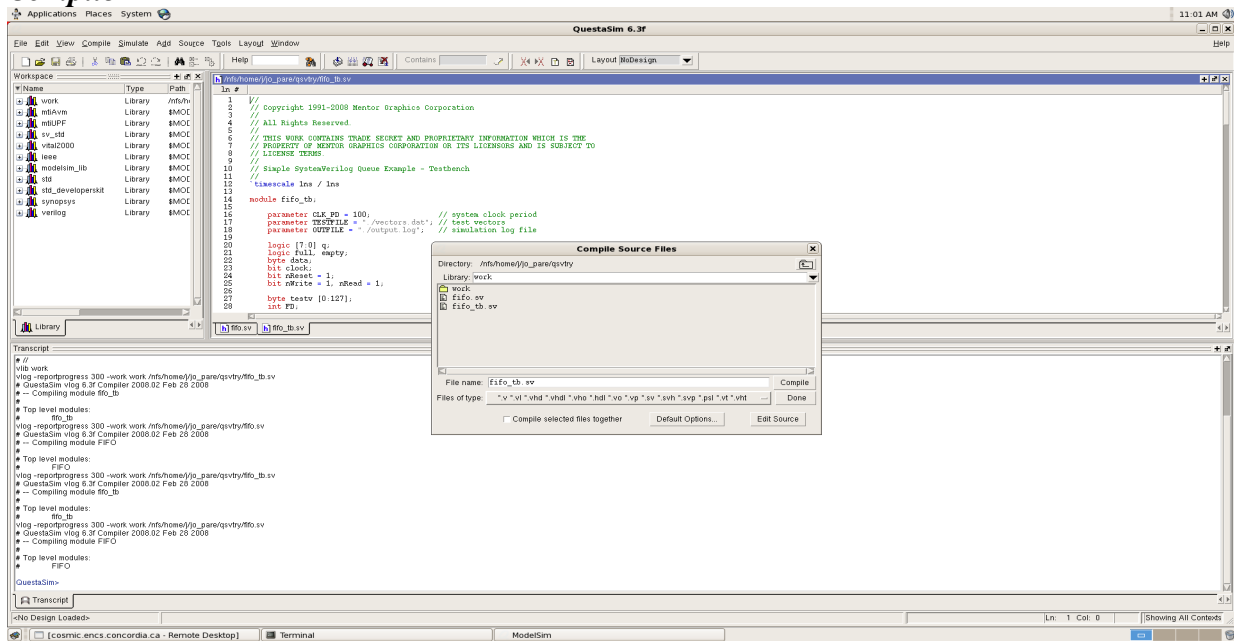 Applications Places System 11:01 AM
QuestaSim 6.3f
File Edit View Compile Simulate Add Source Tools Layout Window Help
Help Contains Layout NoDesign
Workspace
Name Type Path
work Library /nfs/h
mtiAvm Library $MOD
mtiUPF Library $MOD
sv_std Library $MOD
vital2000 Library $MOD
ieee Library $MOD
modelsim_lib Library $MOD
std Library $MOD
std_developerskit Library $MOD
synopsys Library $MOD
verilog Library $MOD
Library
/nfs/home/j/jo_pare/qsvtry/fifo_tb.sv
ln #
1 //
2 // Copyright 1991-2008 Mentor Graphics Corporation
3 //
4 // All Rights Reserved.
5 //
6 // THIS WORK CONTAINS TRADE SECRET AND PROPRIETARY INFORMATION WHICH IS THE
7 // PROPERTY OF MENTOR GRAPHICS CORPORATION OR ITS LICENSORS AND IS SUBJECT TO
8 // LICENSE TERMS.
9 //
10 // Simple SystemVerilog Queue Example - Testbench
11 //
12 `timescale 1ns / 1ns
13
14 module fifo_tb;
15
16 parameter CLK_PD = 100; // system clock period
17 parameter TESTFILE = "./vectors.dat"; // test vectors
18 parameter OUTFILE = "./output.log"; // simulation log file
19
20 logic [7:0] q;
21 logic full, empty;
22 byte data;
23 bit clock;
24 bit nReset = 1;
25 bit nWrite = 1, nRead = 1;
26
27 byte testv [0:127];
28 int FD;
fifo.sv fifo_tb.sv
Compile Source Files
Directory: /nfs/home/j/jo_pare/qsvtry
Library: work
work
fifo.sv
fifo_tb.sv
File name: fifo_tb.sv Compile
Files of type: *.v *.vl *.vhd *.vhdl *.vho *.hdl *.vo *.vp *.sv *.svh *.svp *.psl *.vt *.vht Done
Compile selected files together Default Options... Edit Source
Transcript
# //
vlib work
vlog -reportprogress 300 -work work /nfs/home/j/jo_pare/qsvtry/fifo_tb.sv
# QuestaSim vlog 6.3f Compiler 2008.02 Feb 28 2008
# -- Compiling module fifo_tb
#
# Top level modules:
# fifo_tb
vlog -reportprogress 300 -work work /nfs/home/j/jo_pare/qsvtry/fifo.sv
# QuestaSim vlog 6.3f Compiler 2008.02 Feb 28 2008
# -- Compiling module FIFO
#
# Top level modules:
# FIFO
vlog -reportprogress 300 -work work /nfs/home/j/jo_pare/qsvtry/fifo_tb.sv
# QuestaSim vlog 6.3f Compiler 2008.02 Feb 28 2008
# -- Compiling module fifo_tb
#
# Top level modules:
# fifo_tb
vlog -reportprogress 300 -work work /nfs/home/j/jo_pare/qsvtry/fifo.sv
# QuestaSim vlog 6.3f Compiler 2008.02 Feb 28 2008
# -- Compiling module FIFO
#
# Top level modules:
# FIFO
QuestaSim>
Transcript
<No Design Loaded> Ln: 1 Col: 0 Showing All Contexts
[cosmic.encs.concordia.ca - Remote Desktop] Terminal ModelSim